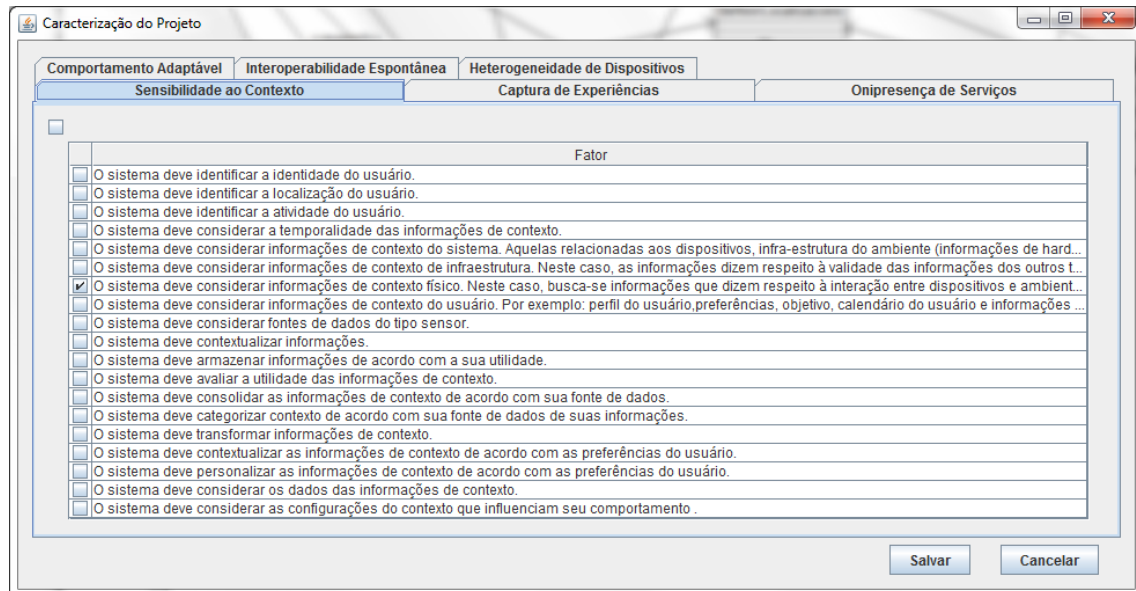 Caracterização do Projeto
Comportamento Adaptável Interoperabilidade Espontânea Heterogeneidade de Dispositivos
Sensibilidade ao Contexto Captura de Experiências Onipresença de Serviços
Fator
O sistema deve identificar a identidade do usuário.
O sistema deve identificar a localização do usuário.
O sistema deve identificar a atividade do usuário.
O sistema deve considerar a temporalidade das informações de contexto.
O sistema deve considerar informações de contexto do sistema. Aquelas relacionadas aos dispositivos, infra-estrutura do ambiente (informações de hard...
O sistema deve considerar informações de contexto de infraestrutura. Neste caso, as informações dizem respeito à validade das informações dos outros t...
O sistema deve considerar informações de contexto físico. Neste caso, busca-se informações que dizem respeito à interação entre dispositivos e ambient...
O sistema deve considerar informações de contexto do usuário. Por exemplo: perfil do usuário,preferências, objetivo, calendário do usuário e informações ...
O sistema deve considerar fontes de dados do tipo sensor.
O sistema deve contextualizar informações.
O sistema deve armazenar informações de acordo com a sua utilidade.
O sistema deve avaliar a utilidade das informações de contexto.
O sistema deve consolidar as informações de contexto de acordo com sua fonte de dados.
O sistema deve categorizar contexto de acordo com sua fonte de dados de suas informações.
O sistema deve transformar informações de contexto.
O sistema deve contextualizar as informações de contexto de acordo com as preferências do usuário.
O sistema deve personalizar as informações de contexto de acordo com as preferências do usuário.
O sistema deve considerar os dados das informações de contexto.
O sistema deve considerar as configurações do contexto que influenciam seu comportamento .
Salvar Cancelar